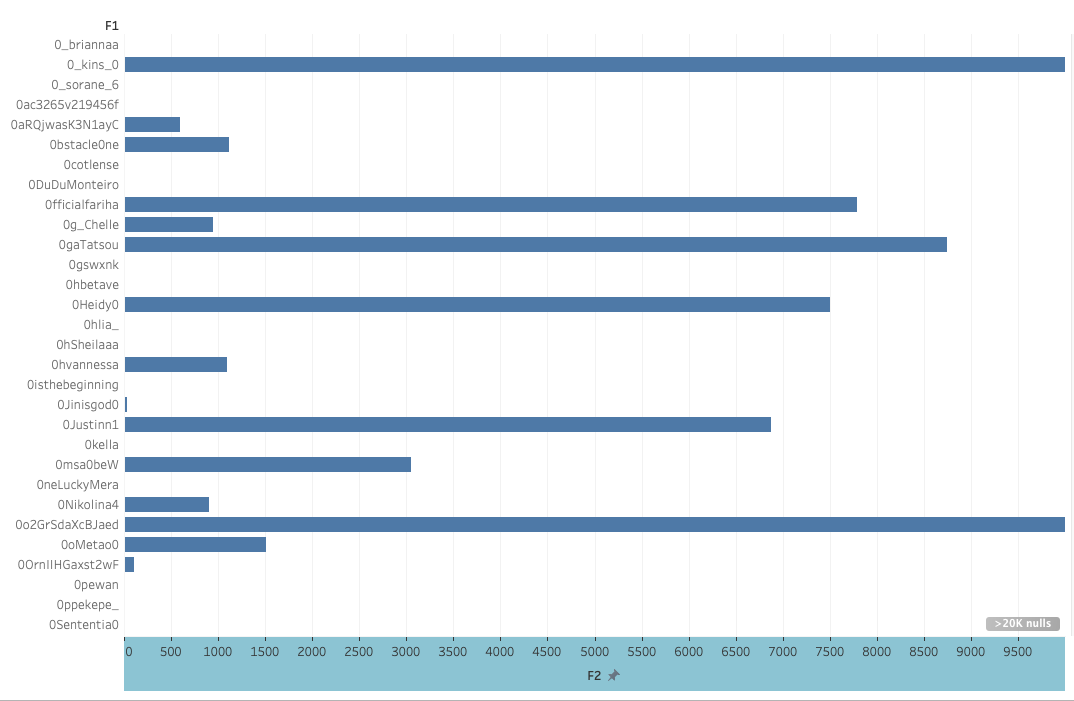 F1
0_briannaa
0_kins_0
0_sorane_6
0ac3265v219456f
0aRQjwasK3N1ayC
0bstacle0ne
0cotlense
0DuDuMonteiro
0fficialfariha
0g_Chelle
0gaTatsou
0gswxnk
0hbetave
0Heidy0
0hlia_
0hSheilaaa
0hvannessa
0isthebeginning
0Jinisgod0
0Justinn1
0kella
0msa0beW
0neLuckyMera
0Nikolina4
0o2GrSdaXcBJaed
0oMetao0
0OrnIIHGaxst2wF
0pewan
0ppekepe_
0Sententia0
>20K nulls
0 500 1000 1500 2000 2500 3000 3500 4000 4500 5000 5500 6000 6500 7000 7500 8000 8500 9000 9500
F2